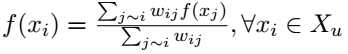 f(x_i) = \frac{\sum_{j \sim i} w_{ij} f(x_j)}{\sum_{j \sim i} w_{ij}}, \forall x_i \in X_u